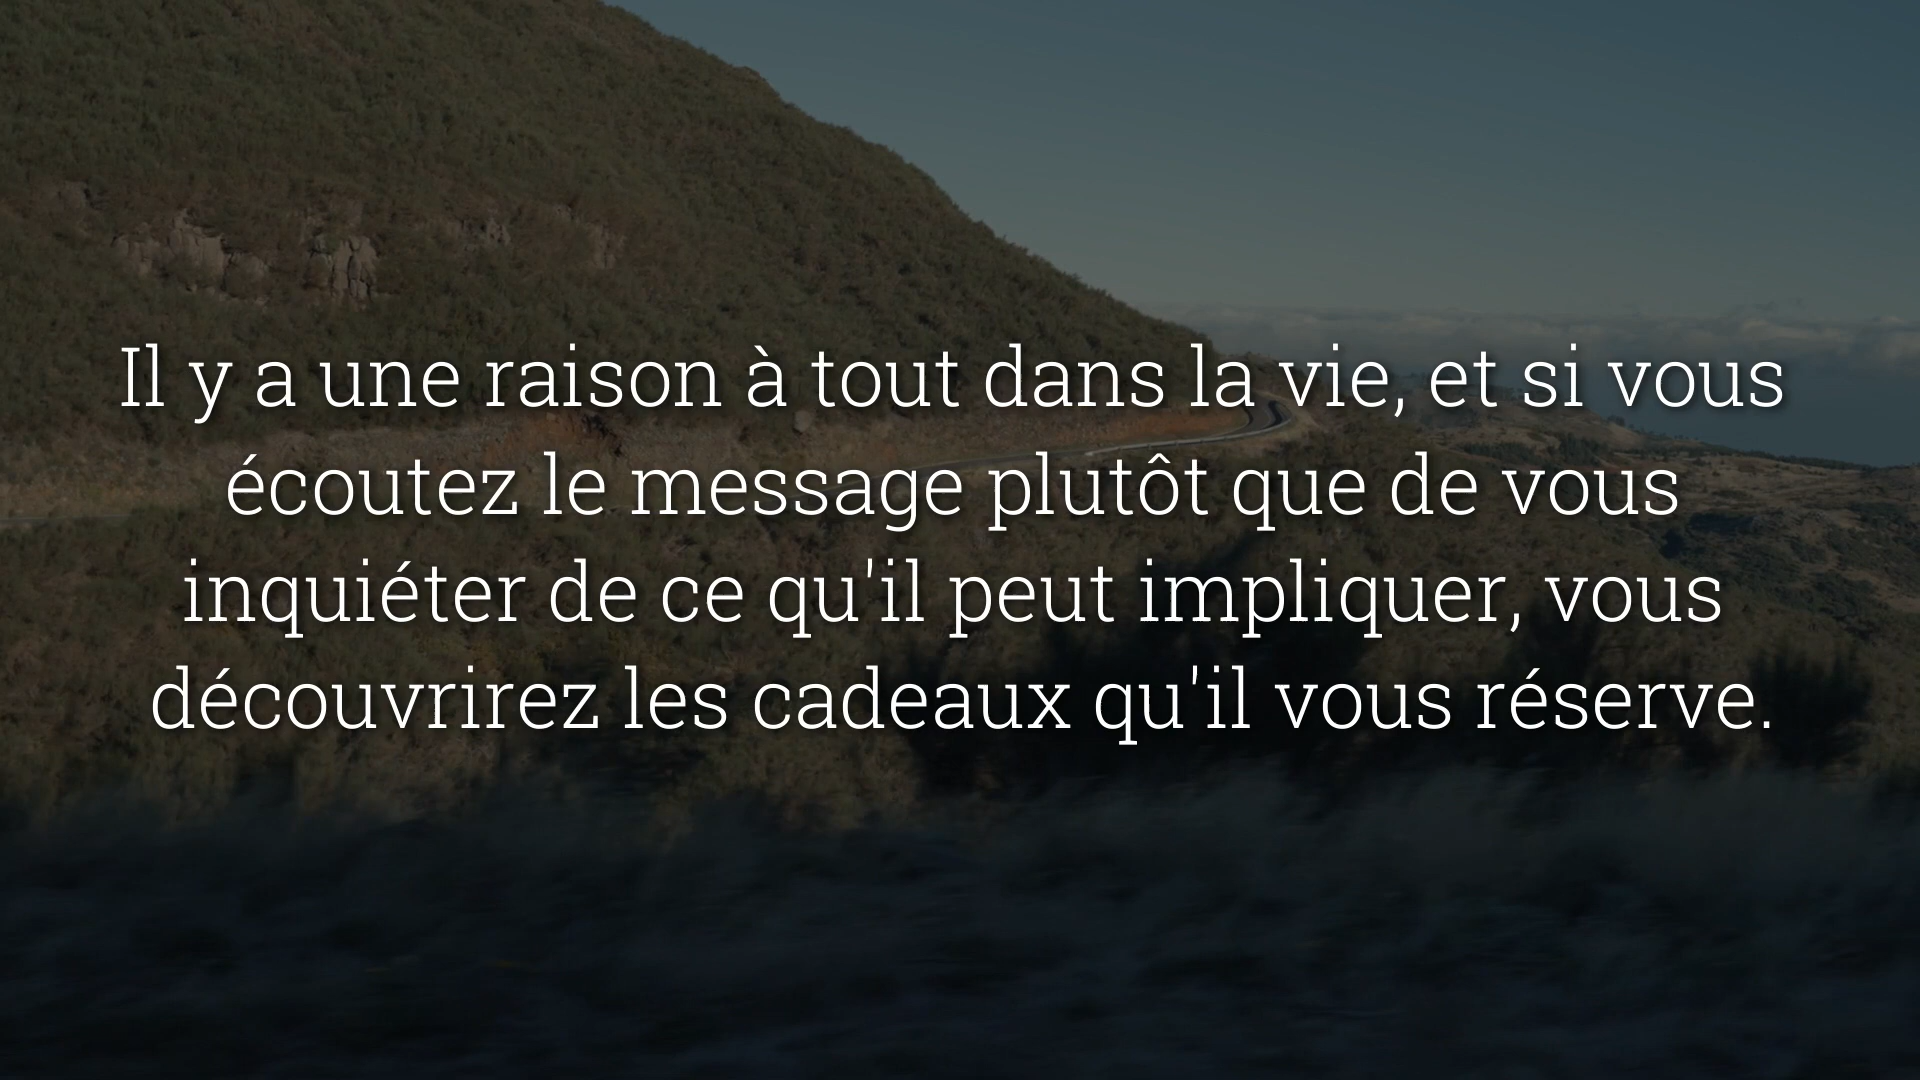 Il y a une raison à tout dans la vie, et si vous
écoutez le message plutôt que de vous
inquiéter de ce qu'il peut impliquer, vous
découvrirez les cadeaux qu'il vous réserve.